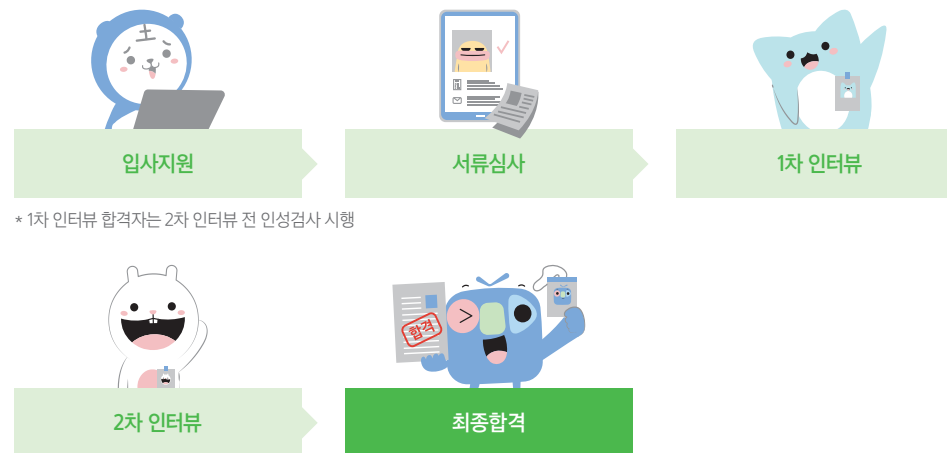 입사지원
서류심사
1차 인터뷰
* 1차 인터뷰 합격자는 2차 인터뷰 전 인성검사 시행
합격
2차 인터뷰
최종합격